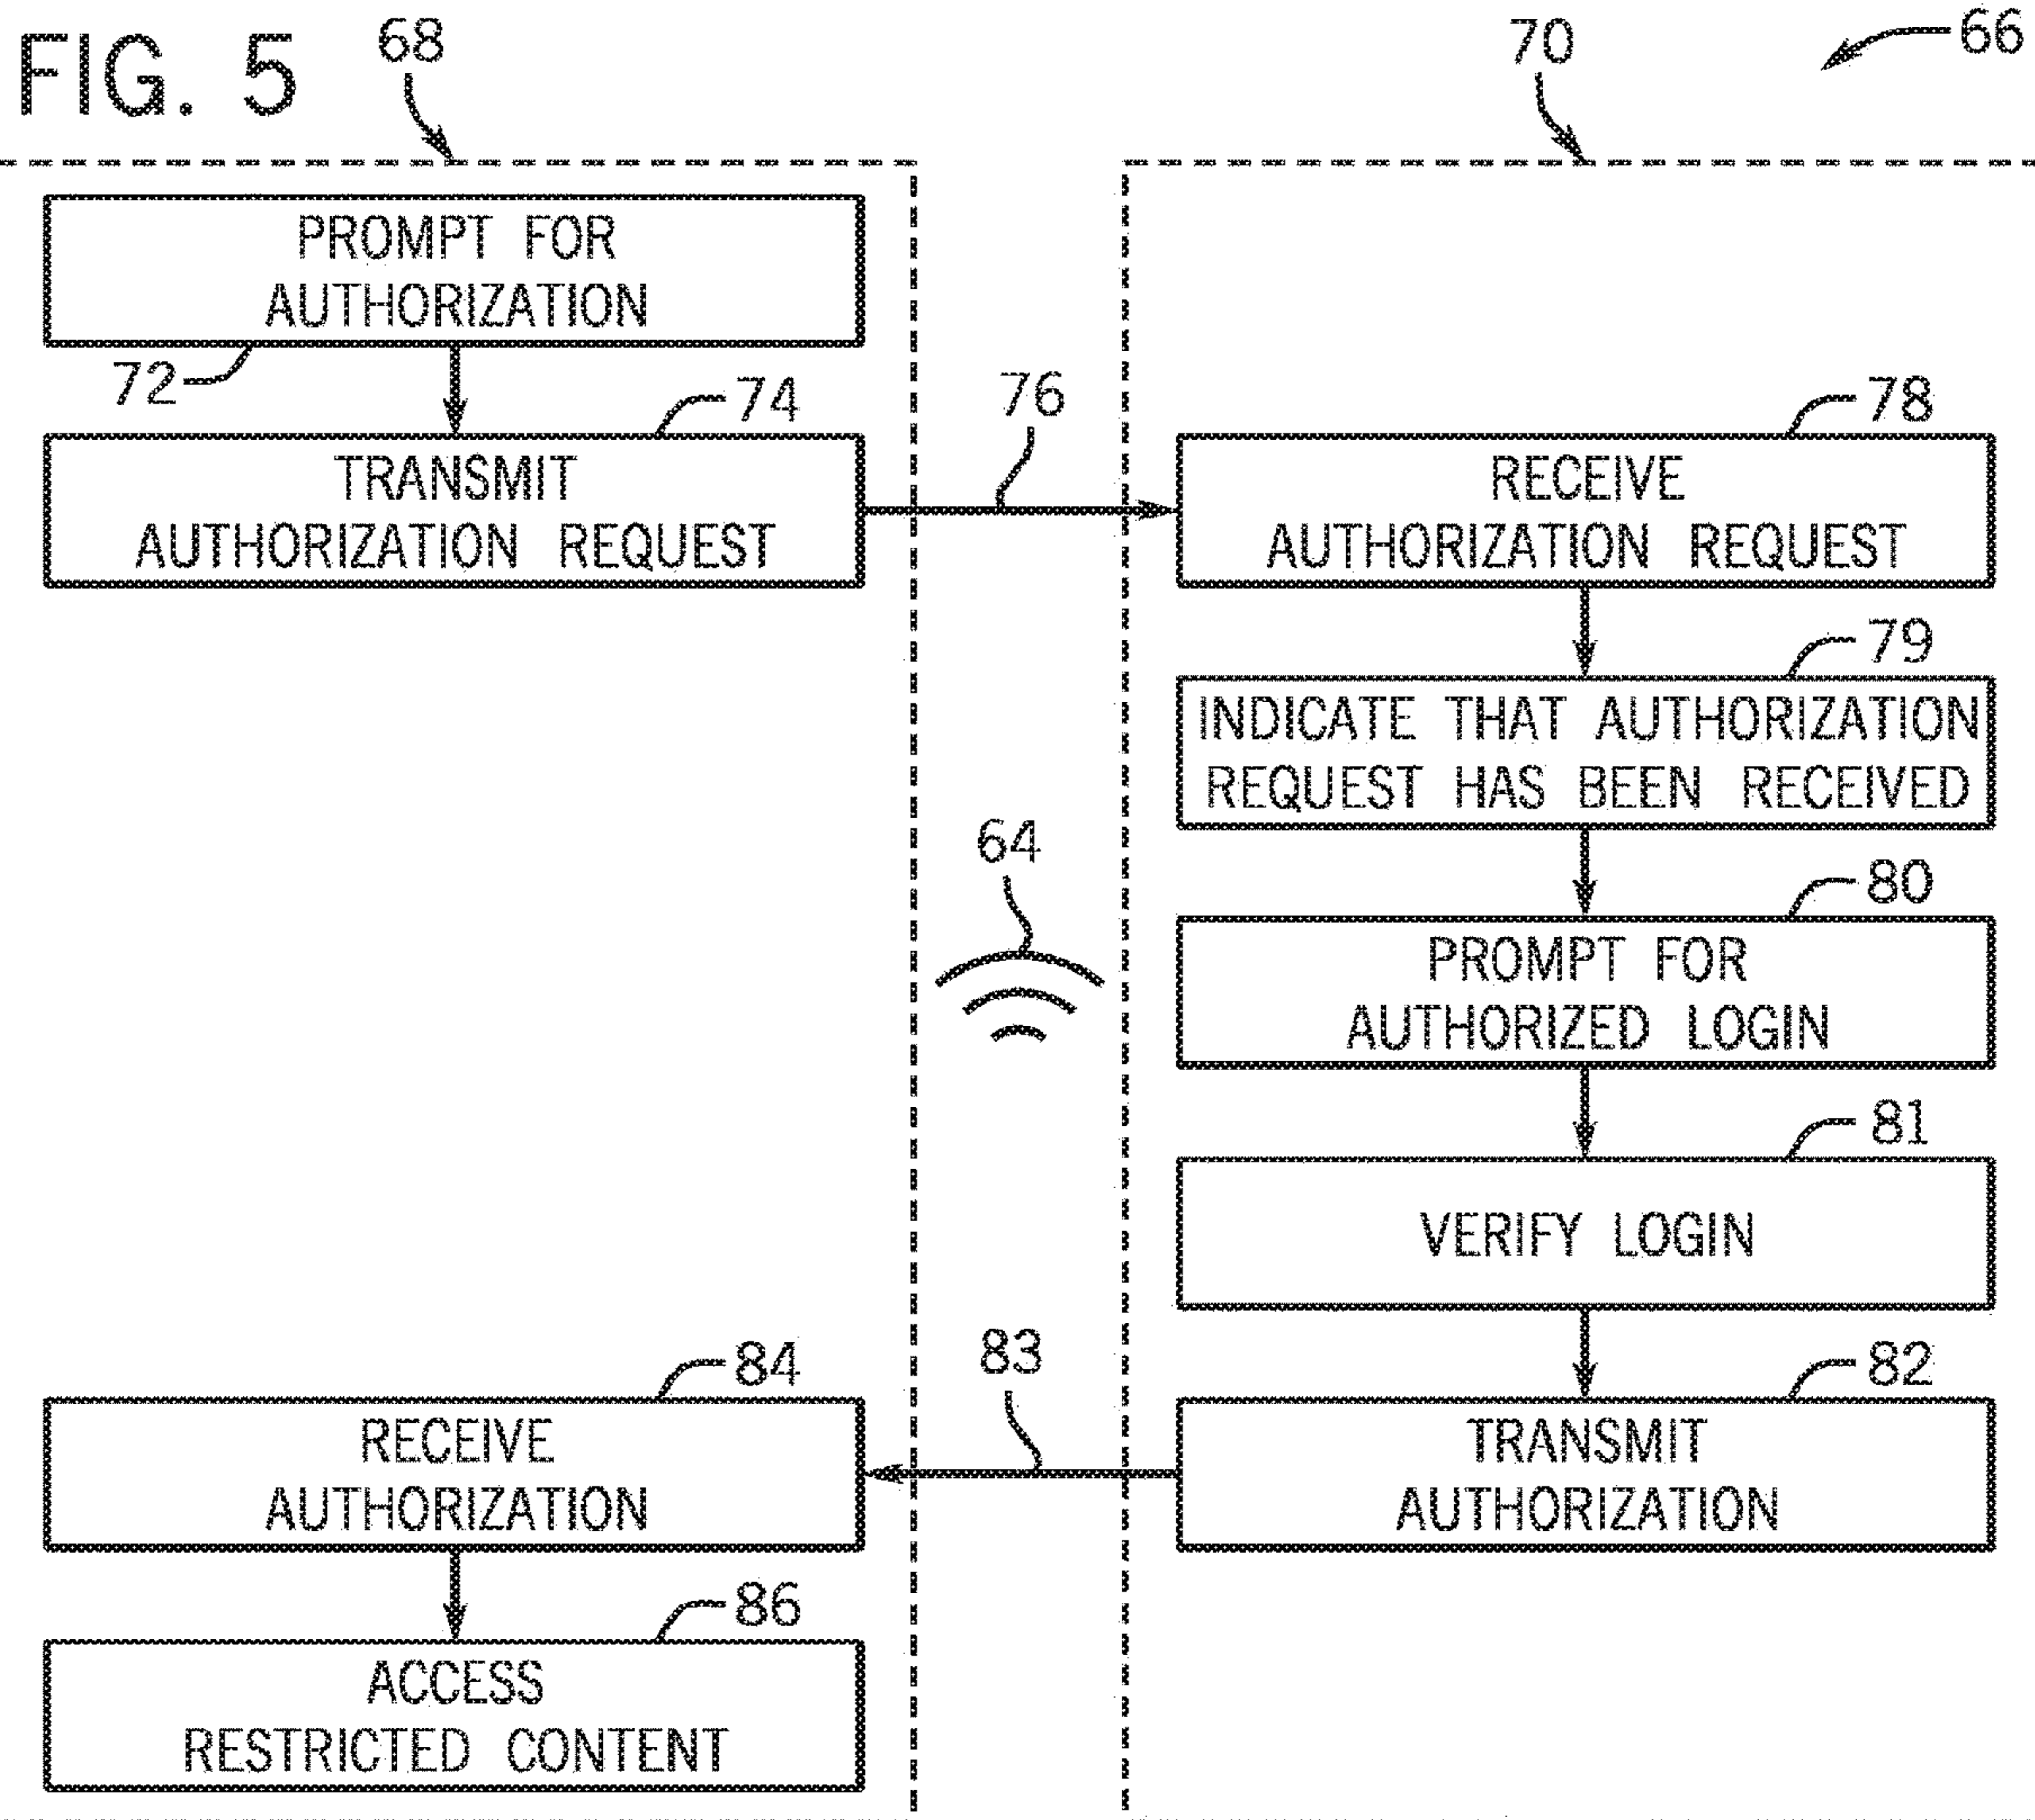 FIG. 5
68
70
66
PROMPT FOR
AUTHORIZATION
72
74
76
78
TRANSMIT
AUTHORIZATION REQUEST
RECEIVE
AUTHORIZATION REQUEST
79
INDICATE THAT AUTHORIZATION
REQUEST HAS BEEN RECEIVED
64
80
PROMPT FOR
AUTHORIZED LOGIN
81
VERIFY LOGIN
84
83
82
RECEIVE
AUTHORIZATION
TRANSMIT
AUTHORIZATION
86
ACCESS
RESTRICTED CONTENT